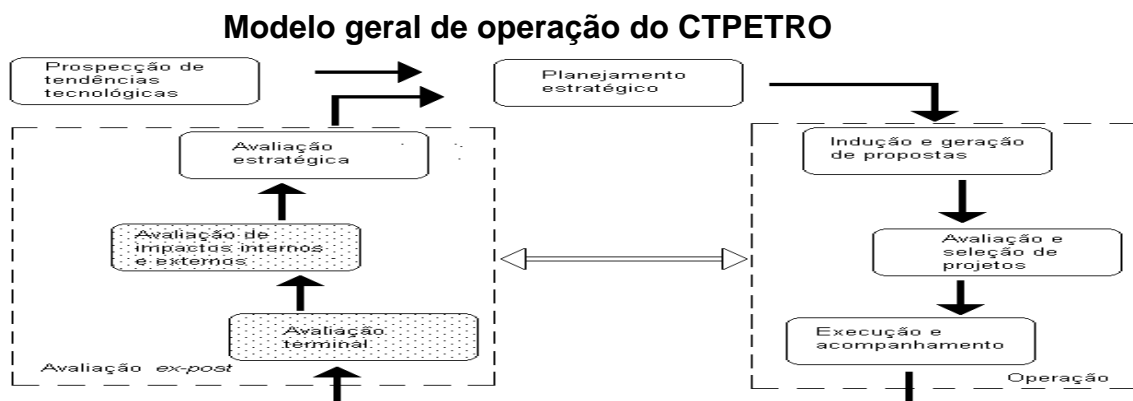 Modelo geral de operação do CTPETRO
Prospecção de
tendências
tecnológicas
Planejamento
estratégico
Avaliação
estratégica
Indução e geração
de propostas
Avaliação de
impactos internos
e externos
Avaliação e
seleção de
projetos
Avaliação
terminal
Execução e
acompanhamento
Avaliação ex-post
Operação